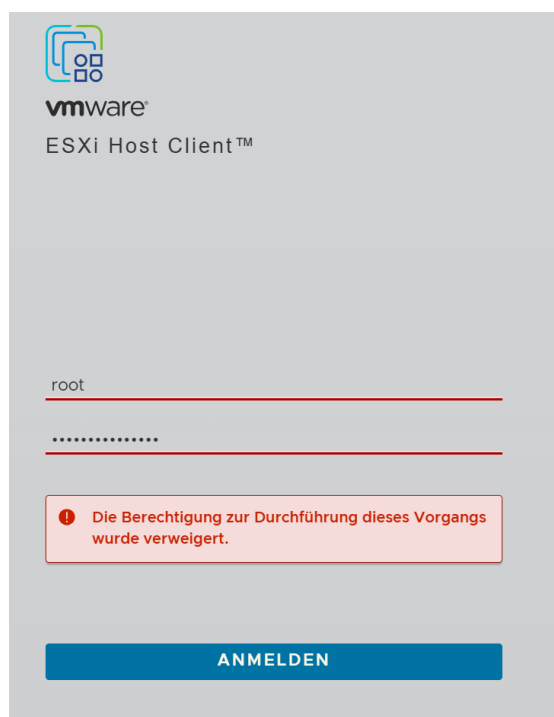 vmware®
ESXi Host Client™
root
Die Berechtigung zur Durchführung dieses Vorgangs
wurde verweigert.
ANMELDEN